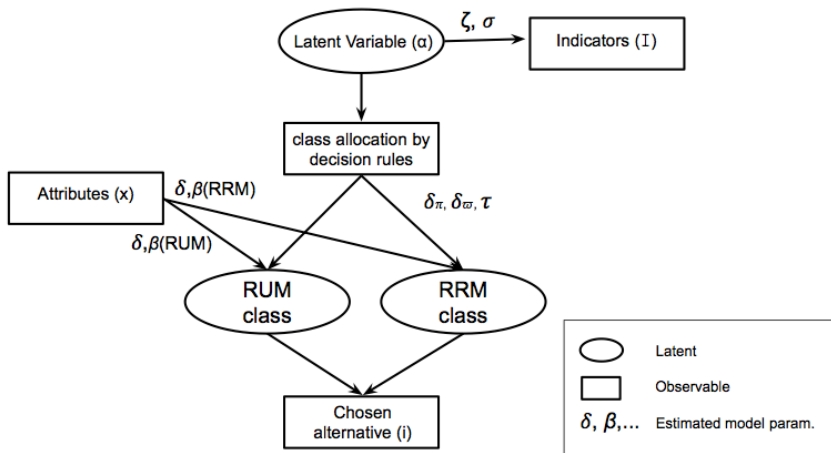 Latent Variable (α)
ζ, σ
Indicators (I)
class allocation by
decision rules
Attributes (x)
δ,β(RRM)
δ,β(RUM)
δπ, δϖ, τ
RUM
class
RRM
class
Chosen
alternative (i)
Latent
Observable
δ, β,... Estimated model param.